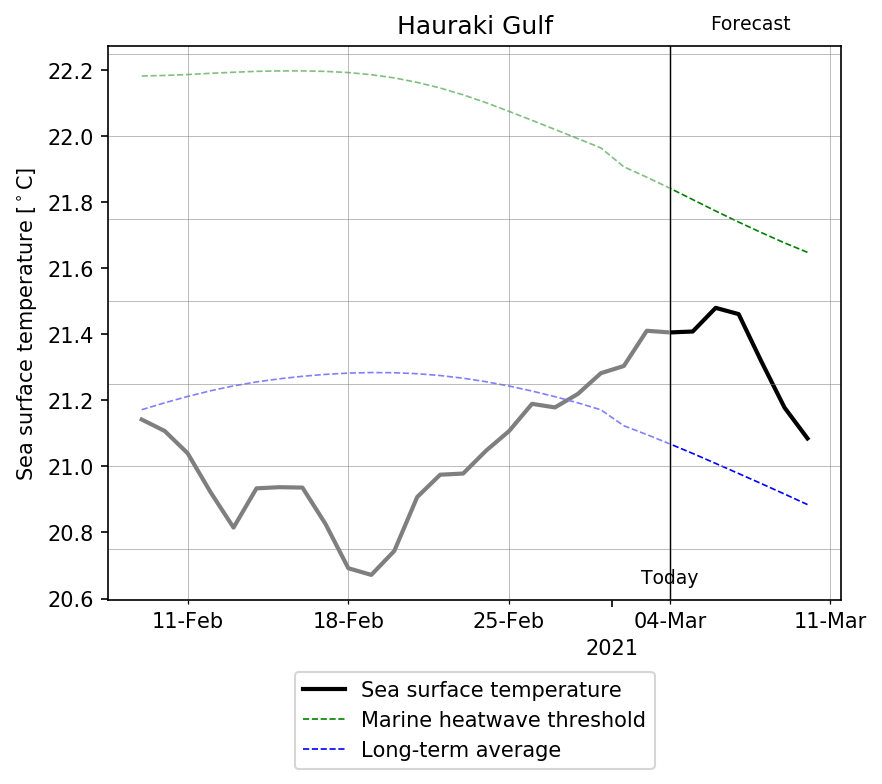 Hauraki Gulf
Forecast
Sea surface temperature [°C]
22.2
22.0
21.8
21.6
21.4
21.2
21.0
20.8
20.6
Today
11-Feb
18-Feb
25-Feb
04-Mar
11-Mar
2021
Sea surface temperature
Marine heatwave threshold
Long-term average